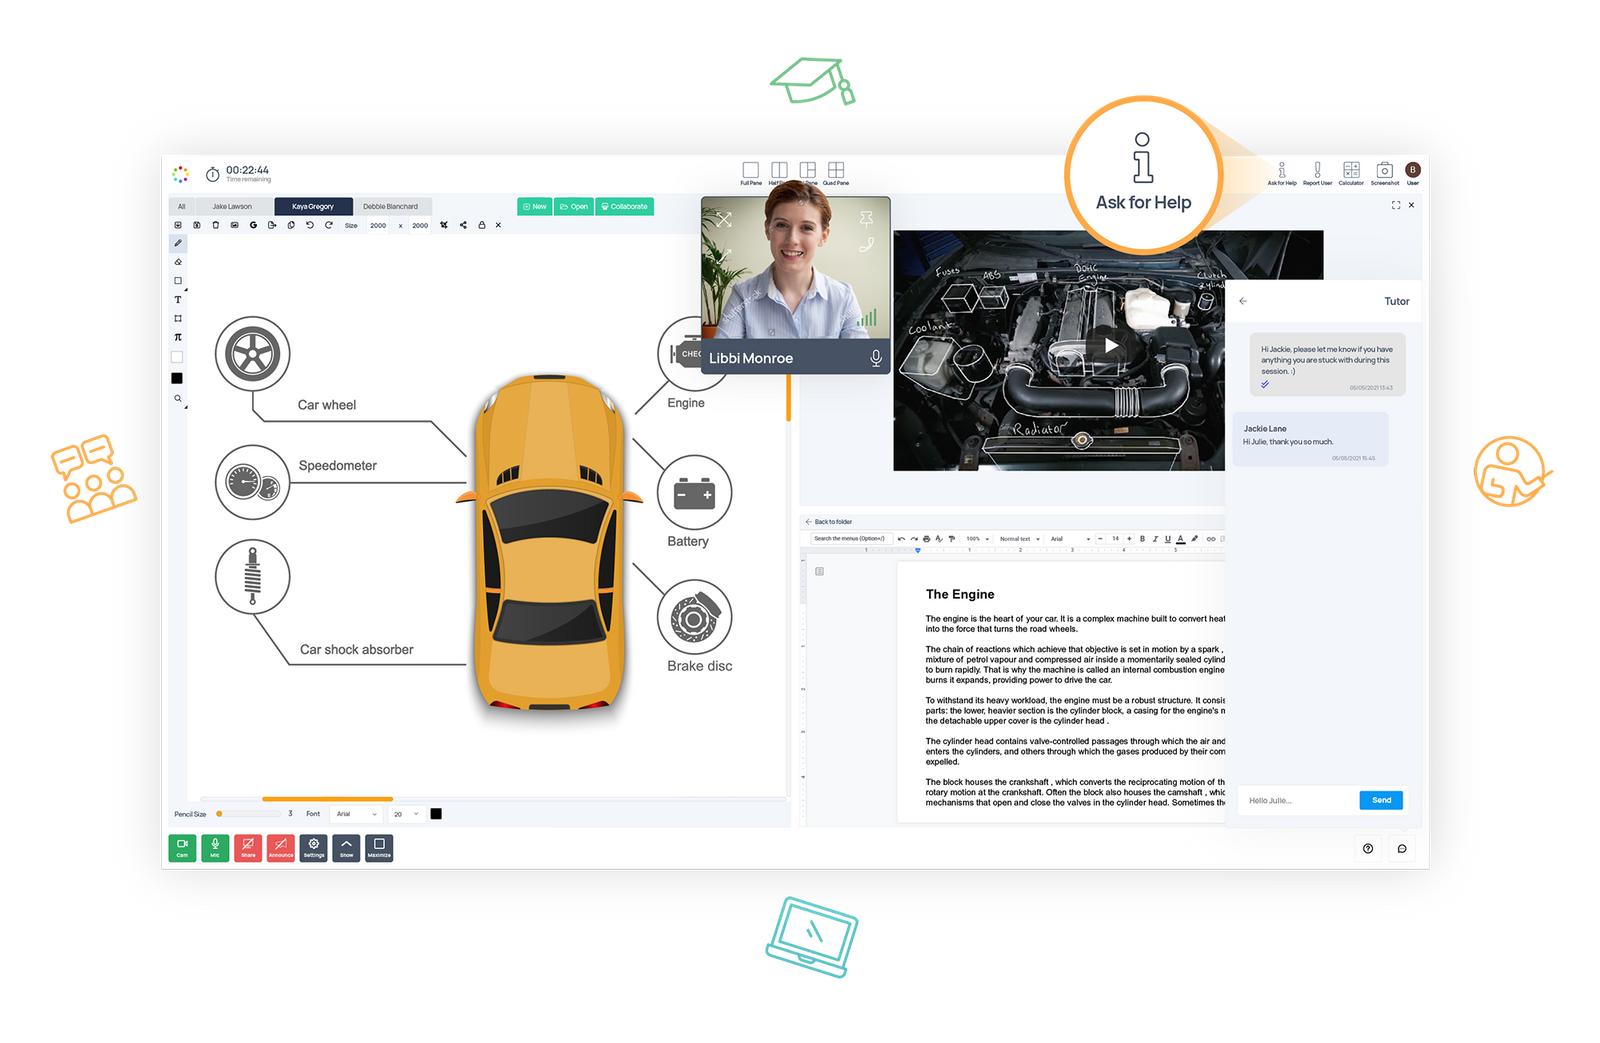 00:22:44
Time remaining
Full Pane
Pane
Quad Pane
Ask for Help
Ask for Help
Report User
Calculator
Screenshot
B
User
All
Jake Lawson
Kaya Gregory
Debbie Blanchard
New
Open
Collaborate
Size
2000
x
2000
T
π
Car wheel
Speedometer
Car shock absorber
CHEC
Engine
Battery
Brake disc
Libbi Monroe
Fuses
ABS
DOHC
Engine
Clutch
Cylinder
Coolant
Radiator
Tutor
Hi Jackie, please let me know if you have
anything you are stuck with during this
session. :)
05/05/2021 13:43
Jackie Lane
Hi Julie, thank you so much.
05/05/2021 15:45
Hello Julie...
Send
Back to folder
Search the menus (Option+/)
100%
Normal text
Arial
14
B I U A
1 1 2 3 4 5
The Engine
The engine is the heart of your car. It is a complex machine built to convert heat
into the force that turns the road wheels.
The chain of reactions which achieve that objective is set in motion by a spark ,
mixture of petrol vapour and compressed air inside a momentarily sealed cylind
to burn rapidly. That is why the machine is called an internal combustion engine
burns it expands, providing power to drive the car.
To withstand its heavy workload, the engine must be a robust structure. It consis
parts: the lower, heavier section is the cylinder block, a casing for the engine's m
the detachable upper cover is the cylinder head .
The cylinder head contains valve-controlled passages through which the air and
enters the cylinders, and others through which the gases produced by their com
expelled.
The block houses the crankshaft , which converts the reciprocating motion of th
rotary motion at the crankshaft. Often the block also houses the camshaft , whic
mechanisms that open and close the valves in the cylinder head. Sometimes the
Pencil Size
3
Font
Arial
20
Cam
Mic
Share
Announce
Settings
Show
Maximize